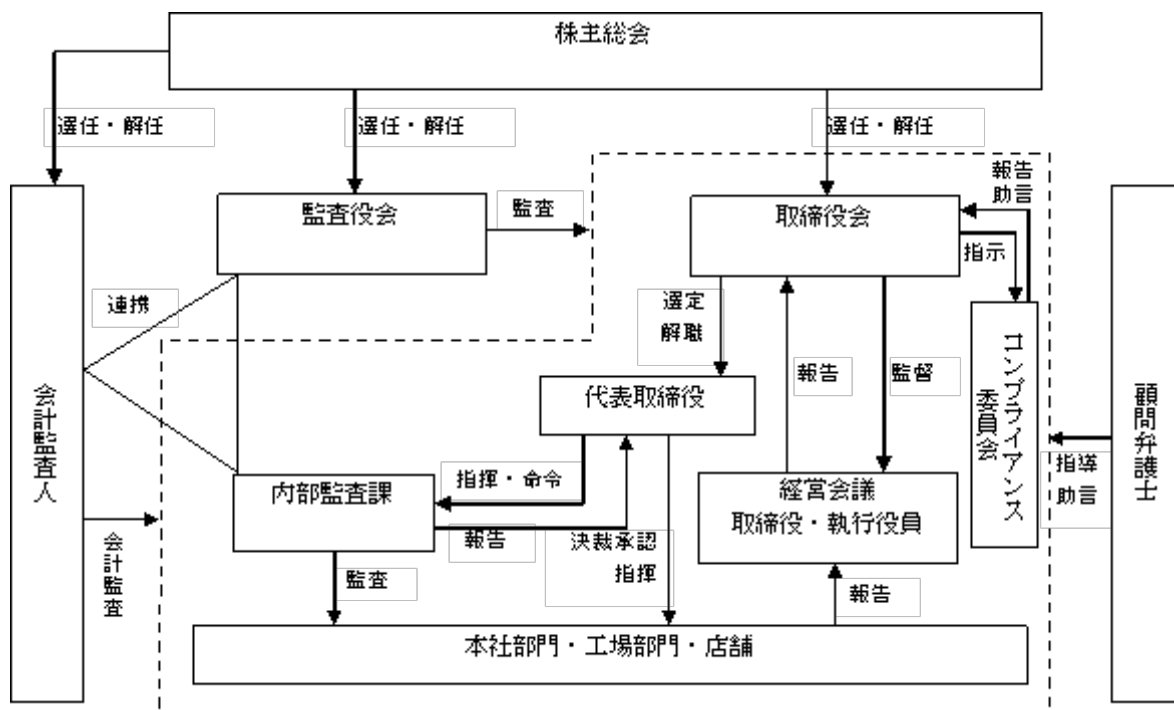 株主総会
選任・解任
選任・解任
選任・解任
報告
助言
監査役会
監査
取締役会
指示
連携
選定
解職
報告
監督
コンプライアンス
委員会
代表取締役
会計監査人
顧問弁護士
指揮・命令
指導
助言
内部監査課
経営会議
取締役・執行役員
報告
決裁承認
指揮
会計監査
監査
報告
本社部門・工場部門・店舗